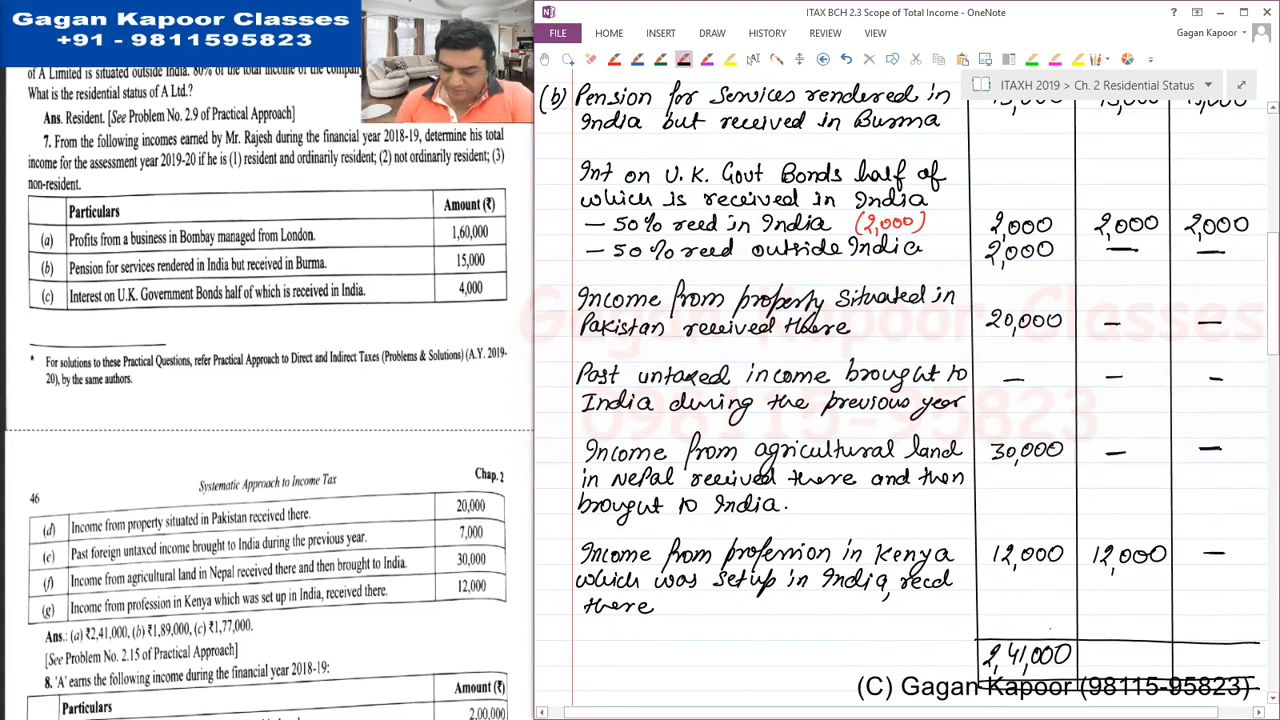 Gagan Kapoor Classes
+91 - 9811595823
of A Limited is situated outside India. 80% of the total income of the company
What is the residential status of A Ltd.?
Ans. Resident. [See Problem No. 2.9 of Practical Approach]
7. From the following incomes earned by Mr. Rajesh during the financial year 2018-19, determine his total
income for the assessment year 2019-20 if he is (1) resident and ordinarily resident; (2) not ordinarily resident; (3)
non-resident.
Particulars Amount (₹)
(a) Profits from a business in Bombay managed from London. 1,60,000
(b) Pension for services rendered in India but received in Burma. 15,000
(c) Interest on U.K. Government Bonds half of which is received in India. 4,000
* For solutions to these Practical Questions, refer Practical Approach to Direct and Indirect Taxes (Problems & Solutions) (A.Y. 2019-
20), by the same authors.
46 Systematic Approach to Income Tax Chap. 2
(d) Income from property situated in Pakistan received there. 20,000
(e) Past foreign untaxed income brought to India during the previous year. 7,000
(f) Income from agricultural land in Nepal received there and then brought to India. 30,000
(g) Income from profession in Kenya which was set up in India, received there. 12,000
Ans.: (a) ₹2,41,000, (b) ₹1,89,000, (c) ₹1,77,000.
[See Problem No. 2.15 of Practical Approach]
8. 'A' earns the following income during the financial year 2018-19:
Particulars Amount (₹)
2,00,000
ITAX BCH 2.3 Scope of Total Income - OneNote
FILE HOME INSERT DRAW HISTORY REVIEW VIEW Gagan Kapoor
ITAXH 2019 > Ch. 2 Residential Status
(b) Pension for services rendered in 15,000 15,000 15,000
India but received in Burma
Int on U.K. Govt Bonds half of
which is received in India
- 50% recd in India (2,000) 2,000 2,000 2,000
- 50% recd outside India 2,000 — —
Income from property situated in
Pakistan received there 20,000 — —
Past untaxed income brought to — — —
India during the previous year
Income from agricultural land 30,000 — —
in Nepal received there and then
brought to India.
Income from profession in Kenya 12,000 12,000 —
which was setup in India, recd
there
2,41,000
Gagan Kapoor Classes
098115-95823
(C) Gagan Kapoor (98115-95823)